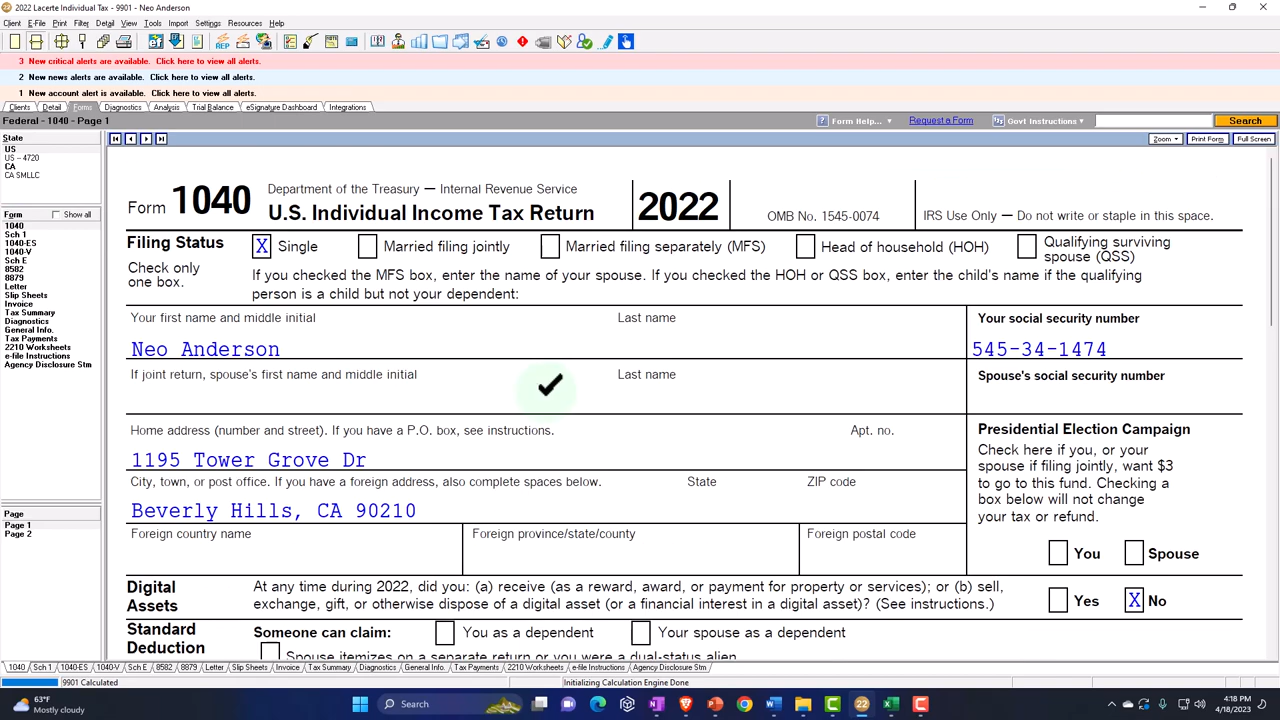 2022 Lacerte Individual Tax - 9901 - Neo Anderson
Client E-File Print Filter Detail View Tools Import Settings Resources Help
3 New critical alerts are available. Click here to view all alerts.
2 New news alerts are available. Click here to view all alerts.
1 New account alert is available. Click here to view all alerts.
Clients Detail Forms Diagnostics Analysis Trial Balance eSignature Dashboard Integrations
Federal - 1040 - Page 1
Form Help... Request a Form Govt Instructions Search
Zoom Print Form Full Screen
State
US
US - 4720
CA
CA SMLLC
Form Show all
1040
Sch 1
1040-ES
1040-V
Sch E
8582
8879
Letter
Slip Sheets
Invoice
Tax Summary
Diagnostics
General Info.
Tax Payments
2210 Worksheets
e-file Instructions
Agency Disclosure Stm
Page
Page 1
Page 2
Form 1040
Department of the Treasury — Internal Revenue Service
U.S. Individual Income Tax Return
2022
OMB No. 1545-0074
IRS Use Only — Do not write or staple in this space.
Filing Status
Check only
one box.
X Single Married filing jointly Married filing separately (MFS) Head of household (HOH) Qualifying surviving
spouse (QSS)
If you checked the MFS box, enter the name of your spouse. If you checked the HOH or QSS box, enter the child's name if the qualifying
person is a child but not your dependent:
Your first name and middle initial Last name Your social security number
Neo Anderson 545-34-1474
If joint return, spouse's first name and middle initial Last name Spouse's social security number
Home address (number and street). If you have a P.O. box, see instructions. Apt. no.
1195 Tower Grove Dr
City, town, or post office. If you have a foreign address, also complete spaces below. State ZIP code
Beverly Hills, CA 90210
Foreign country name Foreign province/state/county Foreign postal code
Presidential Election Campaign
Check here if you, or your
spouse if filing jointly, want $3
to go to this fund. Checking a
box below will not change
your tax or refund.
You Spouse
Digital
Assets
At any time during 2022, did you: (a) receive (as a reward, award, or payment for property or services); or (b) sell,
exchange, gift, or otherwise dispose of a digital asset (or a financial interest in a digital asset)? (See instructions.)
Yes X No
Standard
Deduction
Someone can claim: You as a dependent Your spouse as a dependent
Spouse itemizes on a separate return or you were a dual-status alien
1040 Sch 1 1040-ES 1040-V Sch E 8582 8879 Letter Slip Sheets Invoice Tax Summary Diagnostics General Info. Tax Payments 2210 Worksheets e-file Instructions Agency Disclosure Stm
9901 Calculated Initializing Calculation Engine Done
63°F
Mostly cloudy
Search
4:18 PM
4/18/2023